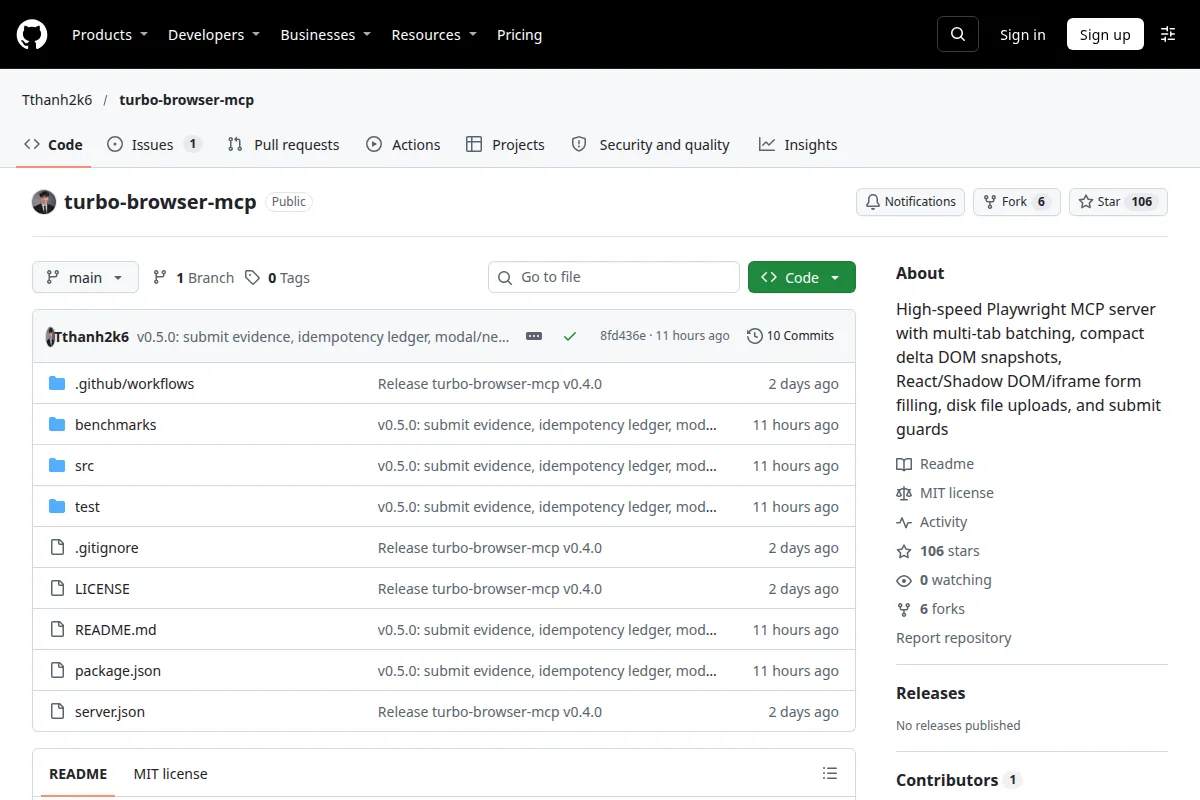 Products Developers Businesses Resources Pricing Sign in Sign up
Tthanh2k6 / turbo-browser-mcp
Code Issues 1 Pull requests Actions Projects Security and quality Insights
turbo-browser-mcp Public Notifications Fork 6 Star 106
main 1 Branch 0 Tags Go to file Code
Tthanh2k6 v0.5.0: submit evidence, idempotency ledger, modal/ne... 8fd436e · 11 hours ago 10 Commits
.github/workflows Release turbo-browser-mcp v0.4.0 2 days ago
benchmarks v0.5.0: submit evidence, idempotency ledger, mod... 11 hours ago
src v0.5.0: submit evidence, idempotency ledger, mod... 11 hours ago
test v0.5.0: submit evidence, idempotency ledger, mod... 11 hours ago
.gitignore Release turbo-browser-mcp v0.4.0 2 days ago
LICENSE Release turbo-browser-mcp v0.4.0 2 days ago
README.md v0.5.0: submit evidence, idempotency ledger, mod... 11 hours ago
package.json v0.5.0: submit evidence, idempotency ledger, mod... 11 hours ago
server.json Release turbo-browser-mcp v0.4.0 2 days ago
README MIT license
About
High-speed Playwright MCP server
with multi-tab batching, compact
delta DOM snapshots,
React/Shadow DOM/iframe form
filling, disk file uploads, and submit
guards
Readme
MIT license
Activity
106 stars
0 watching
6 forks
Report repository
Releases
No releases published
Contributors 1